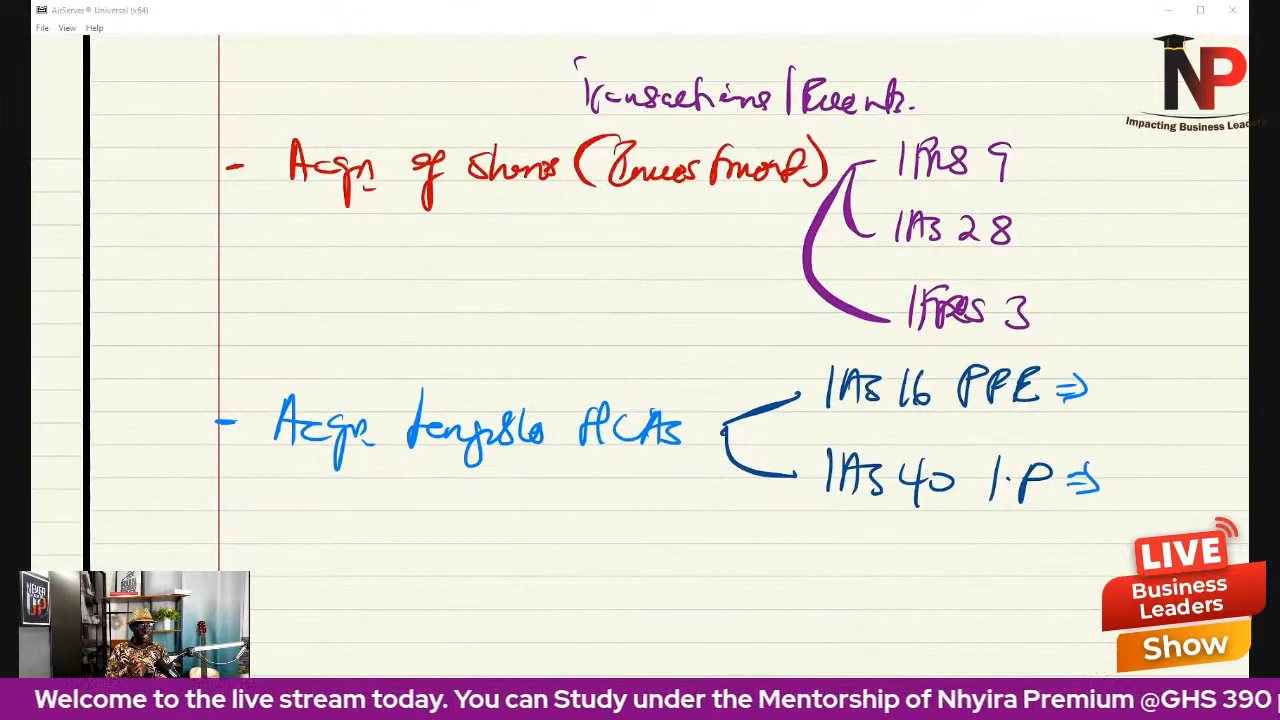 AirServer® Universal (x64)
File View Help
Transactions / Events.
NP
Impacting Business Leaders
- Acqn of shares (Investment)
IFRS 9
IAS 28
IFRS 3
- Acqn tangible NCAs
IAS 16 PPE ⇒
IAS 40 I.P ⇒
LIVE
Business
Leaders
Show
Welcome to the live stream today. You can Study under the Mentorship of Nhyira Premium @GHS 390 p